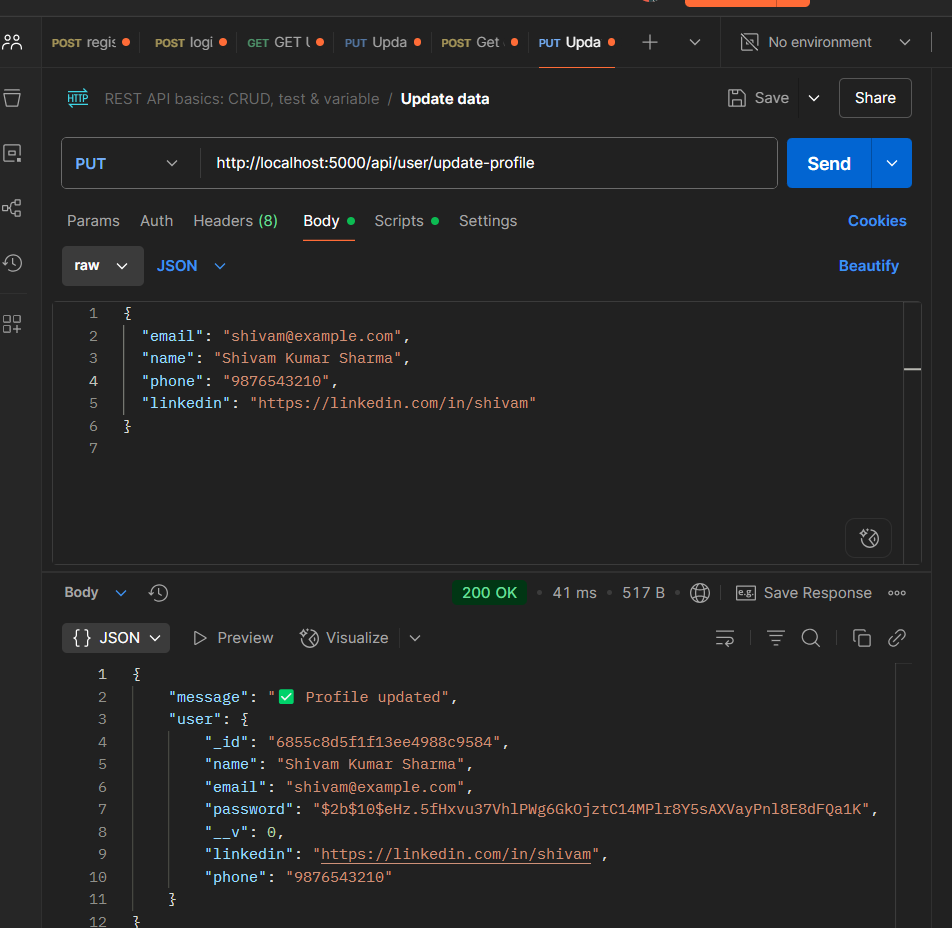 POST regis POST logi GET GET U PUT Upda POST Get PUT Upda No environment
HTTP REST API basics: CRUD, test & variable / Update data Save Share
PUT http://localhost:5000/api/user/update-profile Send
Params Auth Headers (8) Body Scripts Settings Cookies
raw JSON Beautify
1 {
2 "email": "shivam@example.com",
3 "name": "Shivam Kumar Sharma",
4 "phone": "9876543210",
5 "linkedin": "https://linkedin.com/in/shivam"
6 }
7
Body 200 OK • 41 ms • 517 B • e.g. Save Response
{} JSON Preview Visualize
1 {
2 "message": "✅ Profile updated",
3 "user": {
4 "_id": "6855c8d5f1f13ee4988c9584",
5 "name": "Shivam Kumar Sharma",
6 "email": "shivam@example.com",
7 "password": "$2b$10$eHz.5fHxvu37VhlPWg6GkOjztC14MPlr8Y5sAXVayPnl8E8dFQa1K",
8 "__v": 0,
9 "linkedin": "https://linkedin.com/in/shivam",
10 "phone": "9876543210"
11 }
12 }